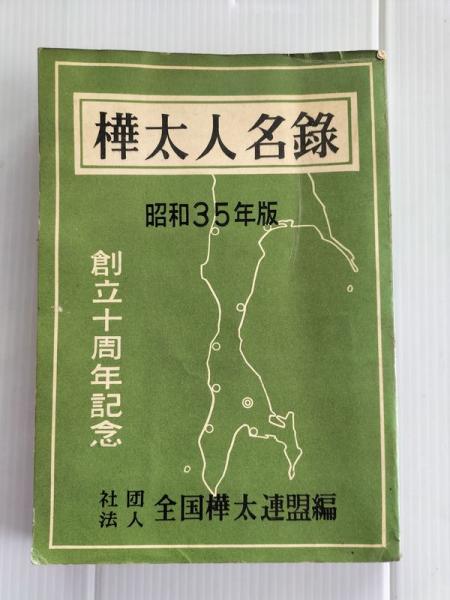 樺太人名錄
昭和35年版
創立十周年記念
社団法人 全国樺太連盟編